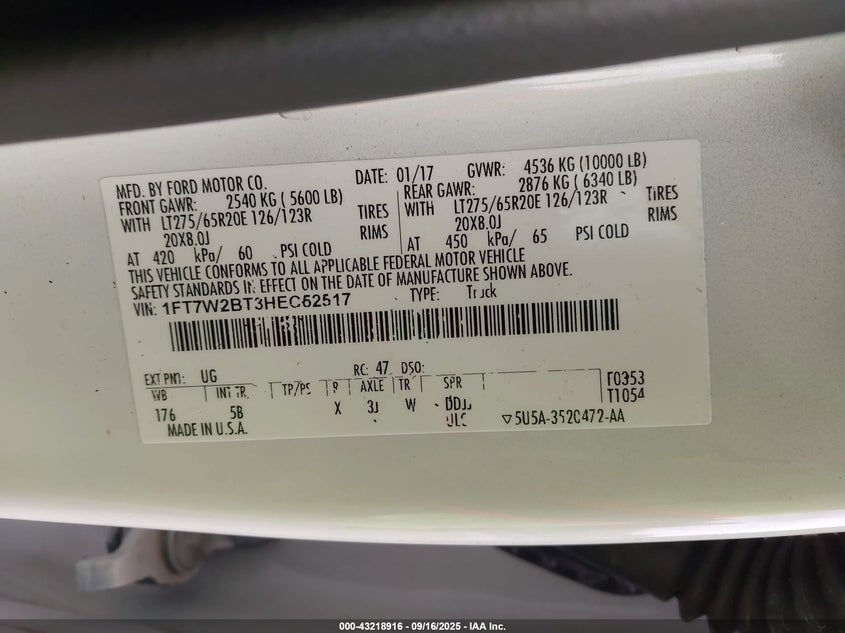 MFD. BY FORD MOTOR CO. DATE: 01/17 GVWR: 4536 KG (10000 LB)
FRONT GAWR: 2540 KG ( 5600 LB) REAR GAWR: 2876 KG ( 6340 LB)
WITH LT275/65R20E 126/123R TIRES WITH LT275/65R20E 126/123R TIRES
20X8.0J RIMS 20X8.0J RIMS
AT 420 kPa/ 60 PSI COLD AT 450 kPa/ 65 PSI COLD
THIS VEHICLE CONFORMS TO ALL APPLICABLE FEDERAL MOTOR VEHICLE
SAFETY STANDARDS IN EFFECT ON THE DATE OF MANUFACTURE SHOWN ABOVE.
VIN: 1FT7W2BT3HEC52517 TYPE: Truck
EXT PNT: UG RC: 47 DSO:
WB INT TR. TP/PS R AXLE TR SPR F0353
T1054
176 5B X 3J W
MADE IN U.S.A. ▽5U5A-3520472-AA
000-43218916 - 09/16/2025 - IAA Inc.